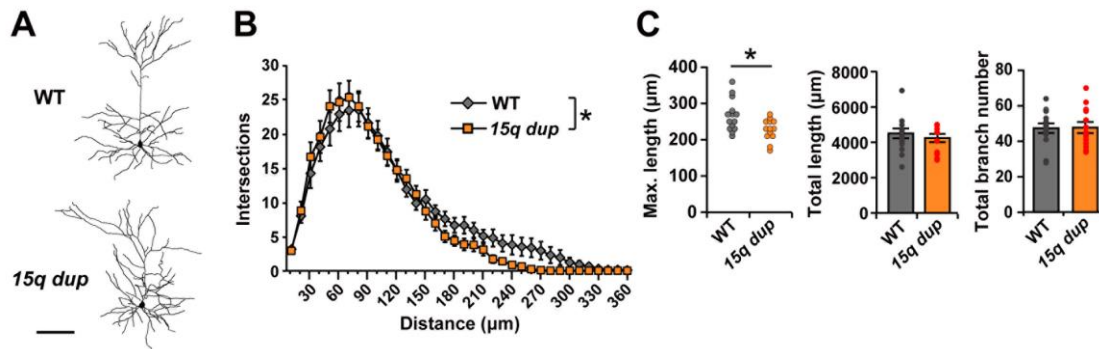 A
WT
15q dup
B
Intersections
30
25
20
15
10
5
0
30
60
90
120
150
180
210
240
270
300
330
360
Distance (µm)
WT
15q dup
*
C
Max. length (µm)
400
300
200
100
0
*
WT
15q dup
Total length (µm)
8000
6000
4000
2000
0
WT
15q dup
Total branch number
80
60
40
20
0
WT
15q dup